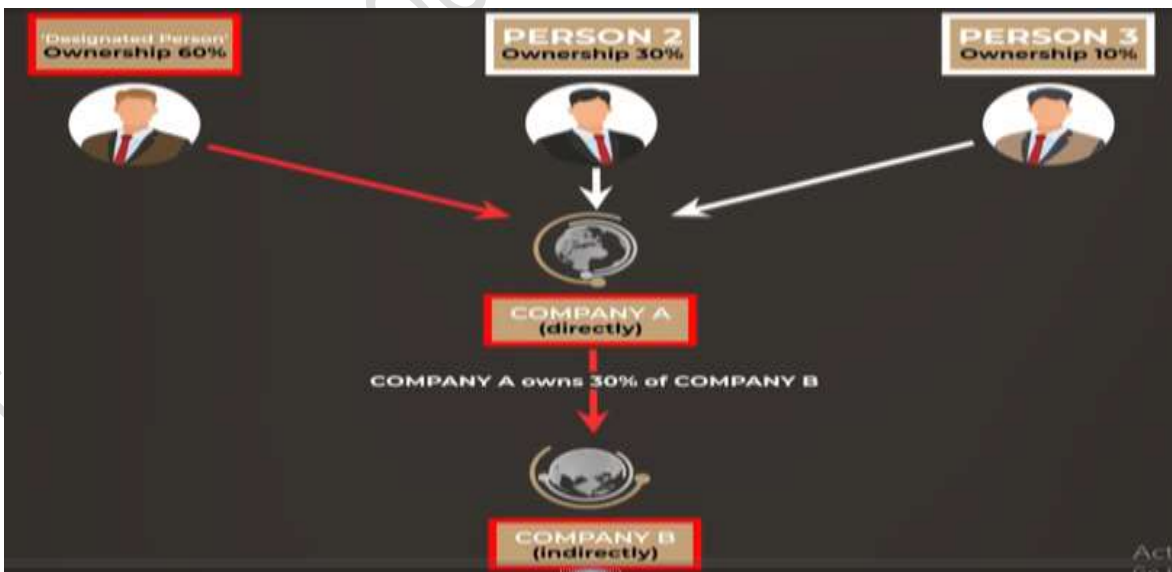 'Designated Person'
Ownership 60%
PERSON 2
Ownership 30%
PERSON 3
Ownership 10%
COMPANY A
(directly)
COMPANY A owns 30% of COMPANY B
COMPANY B
(indirectly)